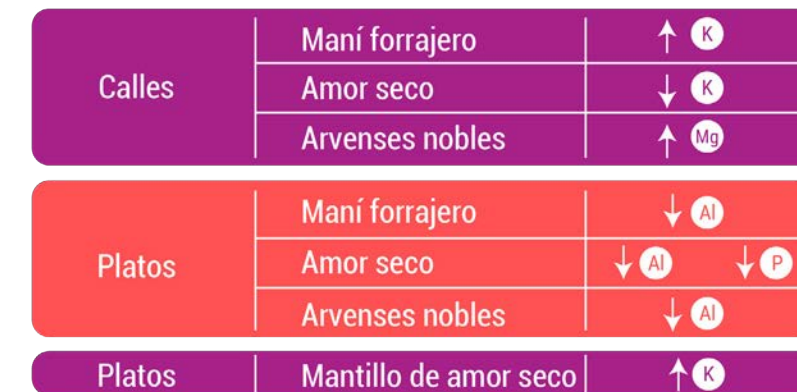 Calles
Maní forrajero ↑ K
Amor seco ↓ K
Arvenses nobles ↑ Mg
Platos
Maní forrajero ↓ Al
Amor seco ↓ Al ↓ P
Arvenses nobles ↓ Al
Platos Mantillo de amor seco ↑ K